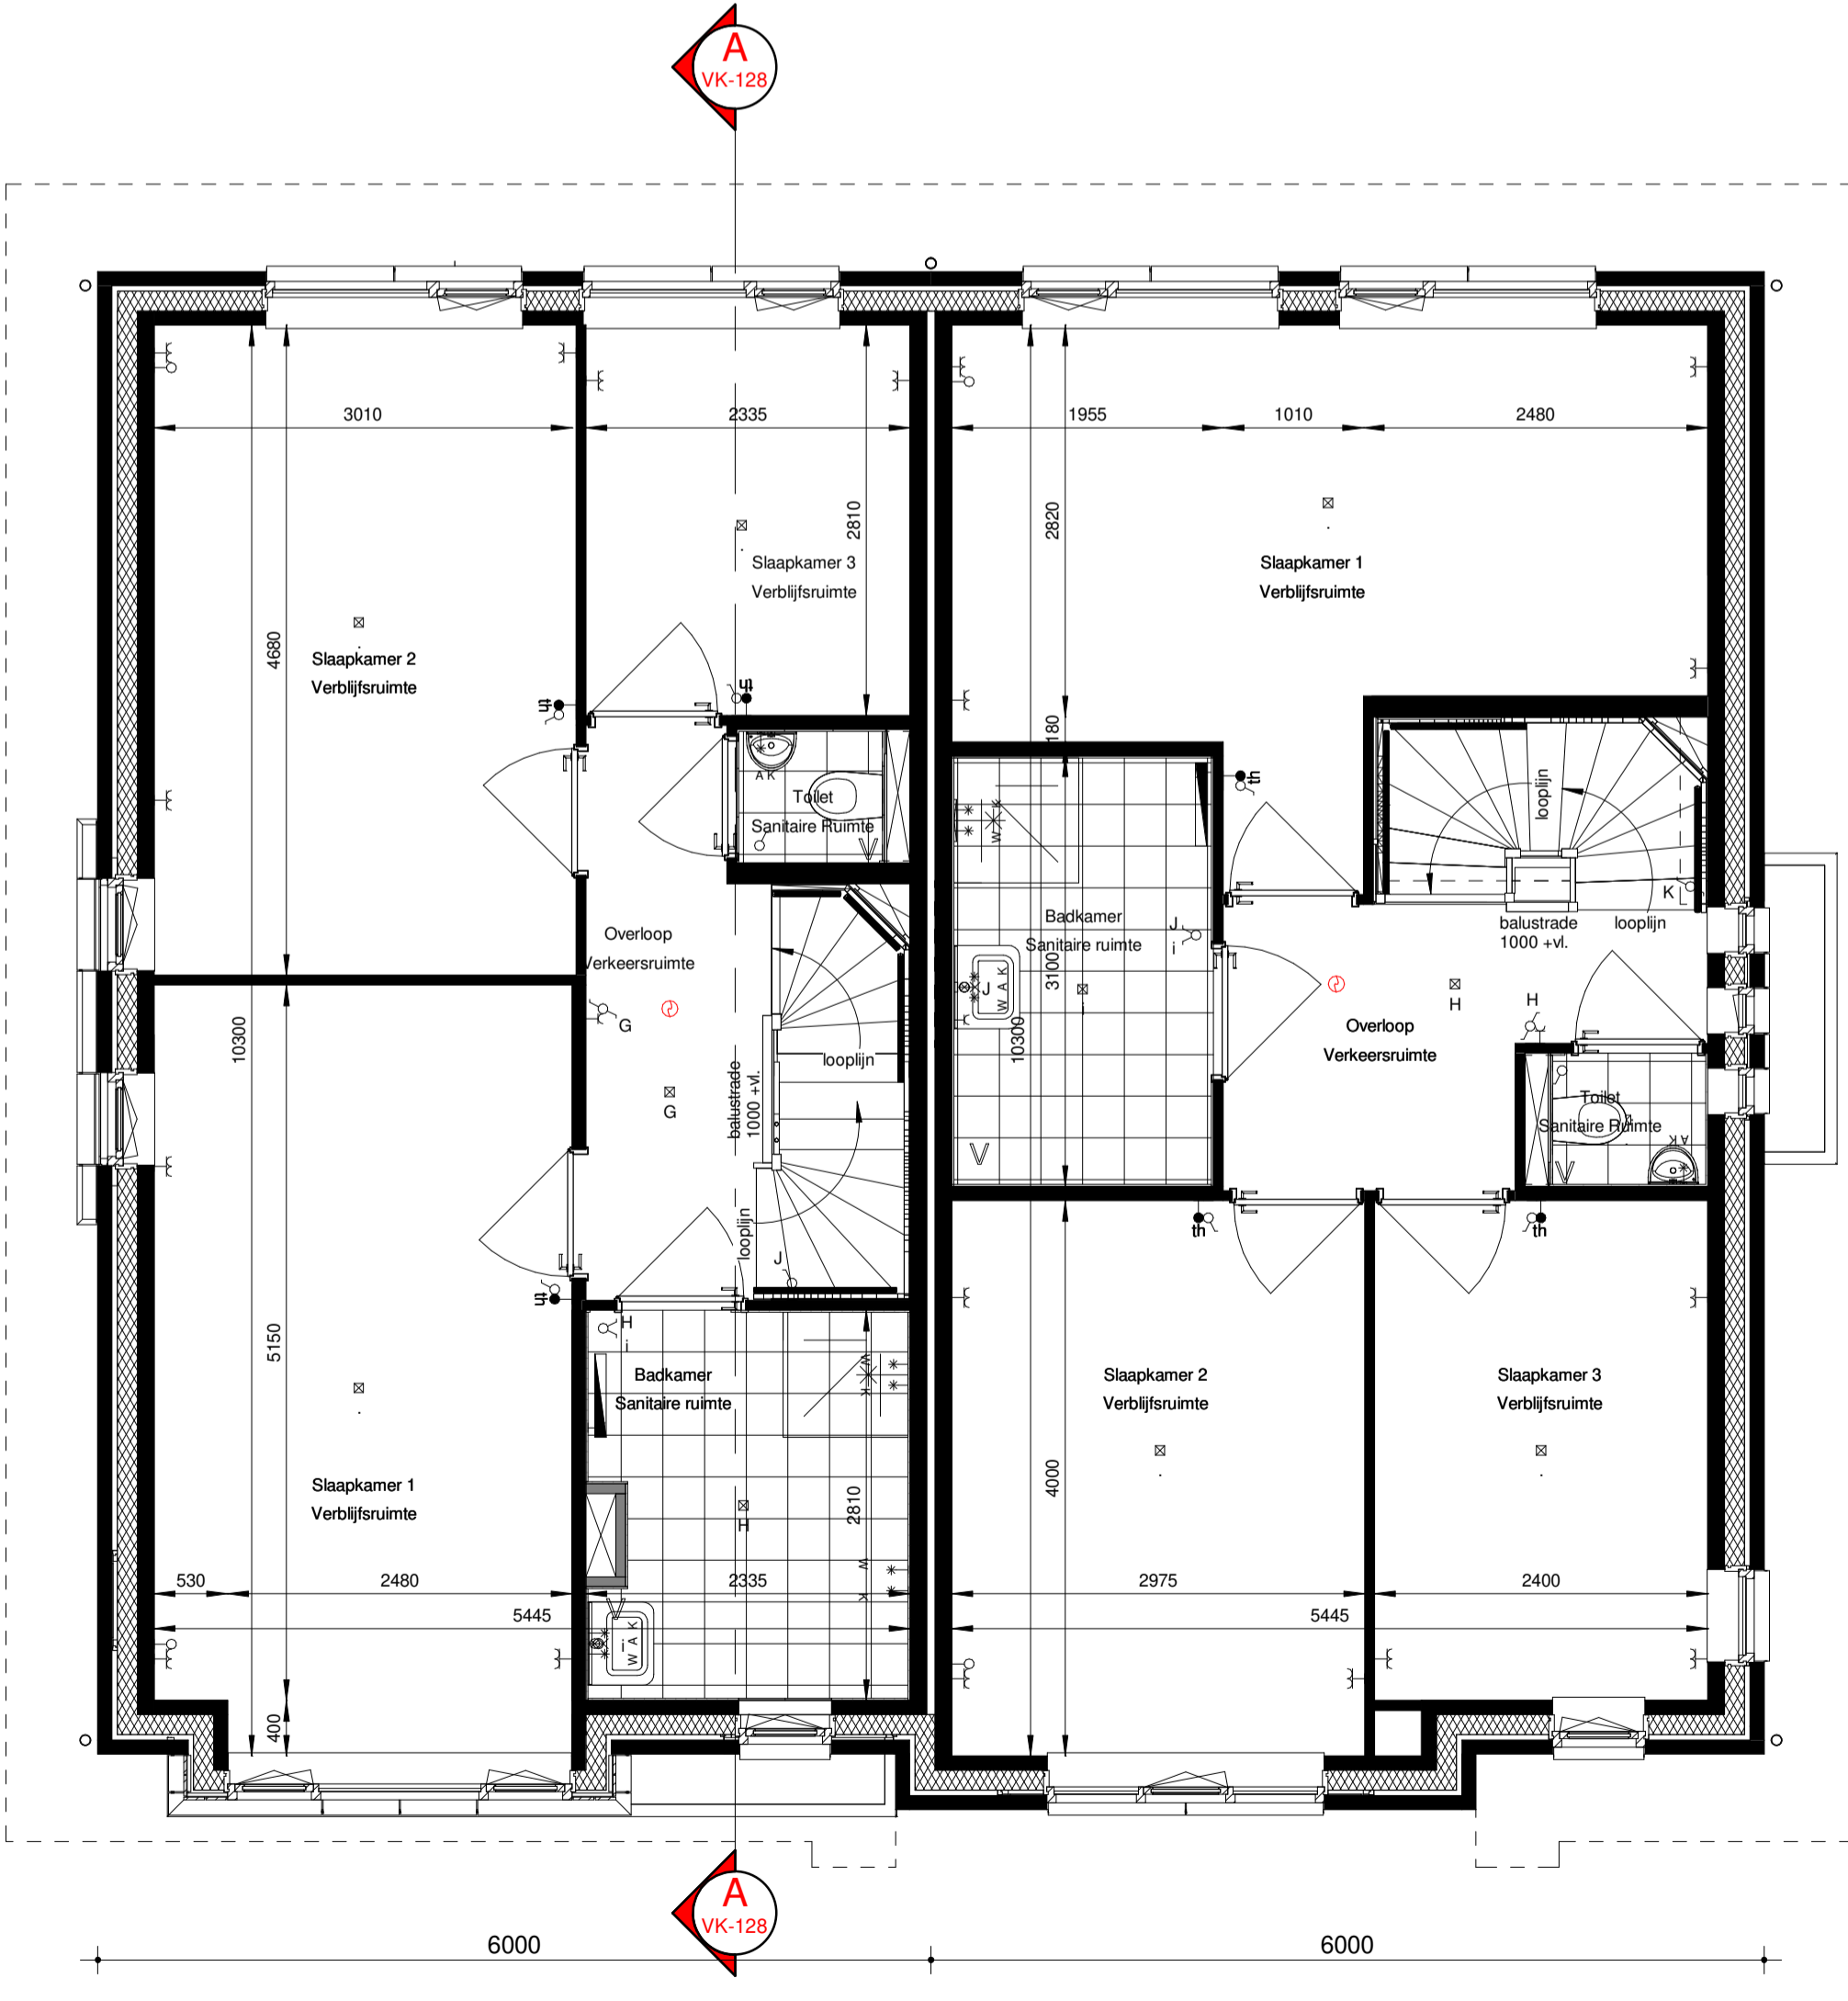 A
VK-128
3010
2335
1955
1010
2480
2810
2820
4680
180
Slaapkamer 3
Verblijfsruimte
Slaapkamer 1
Verblijfsruimte
Slaapkamer 2
Verblijfsruimte
th
th
th
A K
Toilet
Sanitaire Ruimte
V
W K
looplijn
K
balustrade
1000 +vl.
looplijn
Badkamer
Sanitaire ruimte
J
i
Overloop
Verkeersruimte
3100
J
W A K
i
H
H
G
10300
10300
Overloop
Verkeersruimte
looplijn
balustrade
1000 +vl.
G
Toilet
Sanitaire Ruimte
A K
V
V
looplijn
J
th
th
th
H
i
5150
Badkamer
Sanitaire ruimte
W K
Slaapkamer 2
Verblijfsruimte
Slaapkamer 3
Verblijfsruimte
Slaapkamer 1
Verblijfsruimte
H
2810
4000
530
2480
2335
W K
2975
2400
5445
5445
V
i
W A K
400
A
VK-128
6000
6000